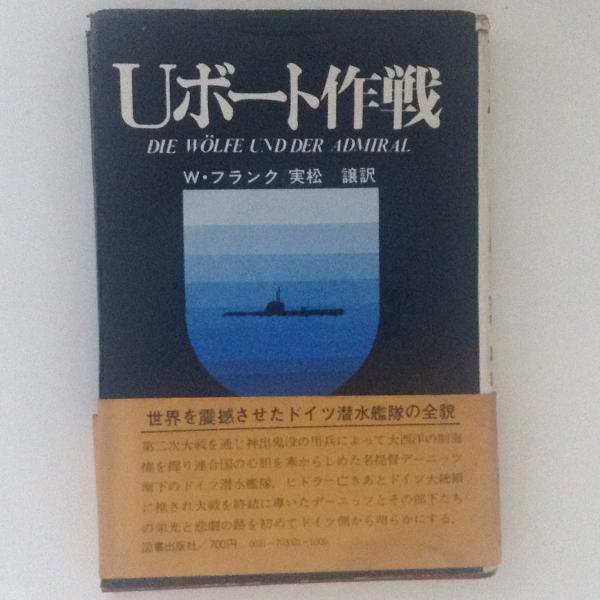 Uボート作戦
DIE WÖLFE UND DER ADMIRAL
W・フランク 実松 譲訳
世界を震撼させたドイツ潜水艦隊の全貌
第二次大戦を通じ神出鬼没の用兵によって大西洋の制海
権を握り連合国の心胆を寒からしめた名提督デーニッツ
麾下のドイツ潜水艦隊。ヒトラー亡きあとドイツ大統領
に推され大戦を終結に導いたデーニッツとその部下たち
の栄光と悲劇の跡を初めてドイツ側から明らかにする。
図書出版社/700円